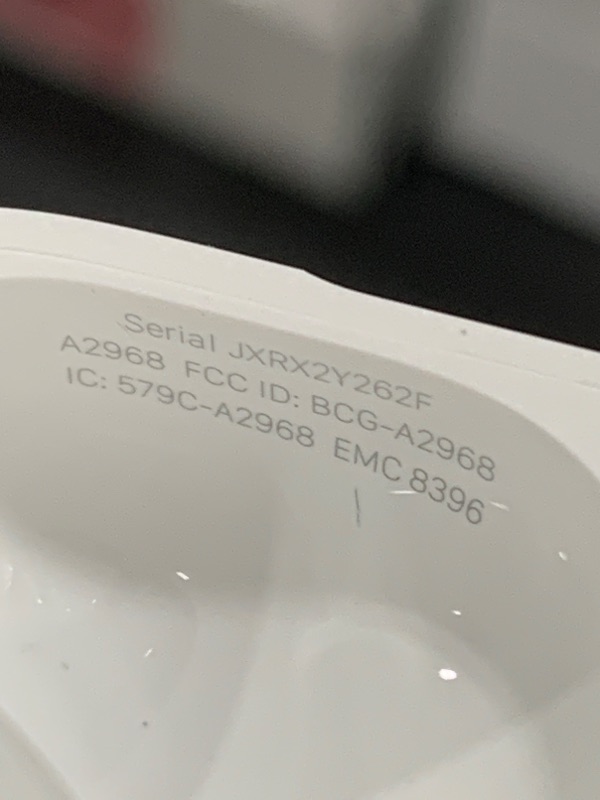 Serial JXRX2Y262F
A2968 FCC ID: BCG-A2968
IC: 579C-A2968 EMC 8396